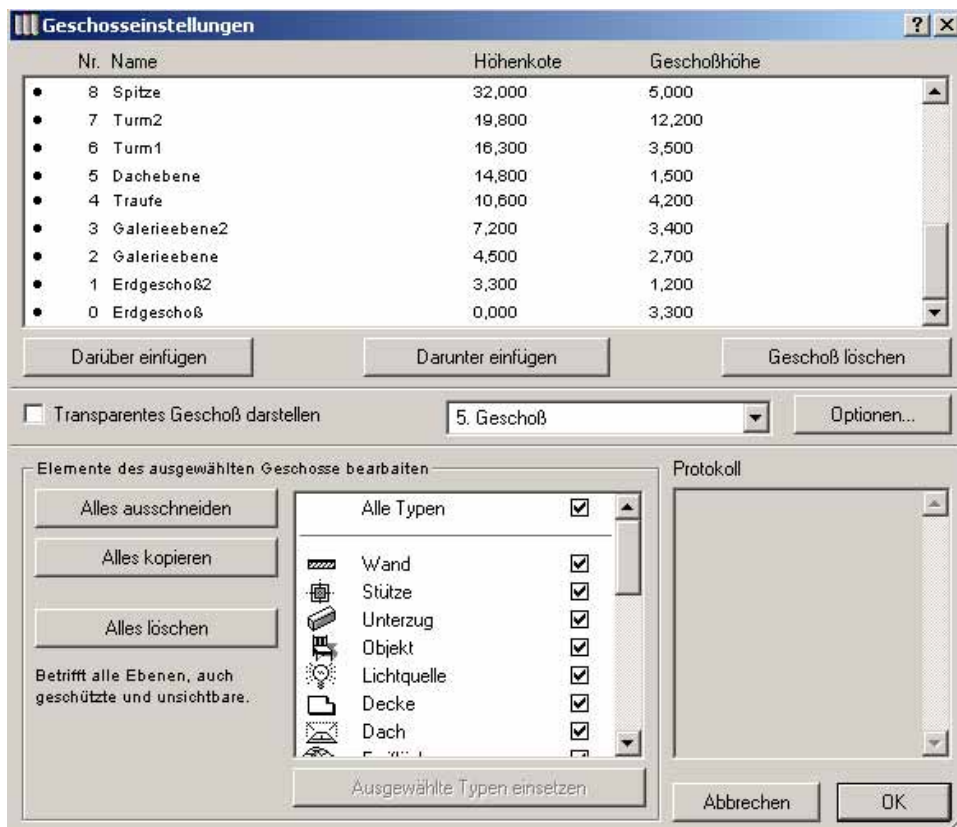 Geschosseinstellungen
Nr. Name Höhenkote Geschoßhöhe
8 Spitze 32,000 5,000
7 Turm2 19,800 12,200
6 Turm1 16,300 3,500
5 Dachebene 14,800 1,500
4 Traufe 10,600 4,200
3 Galerieebene2 7,200 3,400
2 Galerieebene 4,500 2,700
1 Erdgeschoß2 3,300 1,200
0 Erdgeschoß 0,000 3,300
Darüber einfügen Darunter einfügen Geschoß löschen
Transparentes Geschoß darstellen 5. Geschoß Optionen...
Elemente des ausgewählten Geschosse bearbaiten Protokoll
Alles ausschneiden
Alles kopieren
Alles löschen
Betrifft alle Ebenen, auch
geschützte und unsichtbare.
Alle Typen
Wand
Stütze
Unterzug
Objekt
Lichtquelle
Decke
Dach
Ausgewählte Typen einsetzen
Abbrechen OK